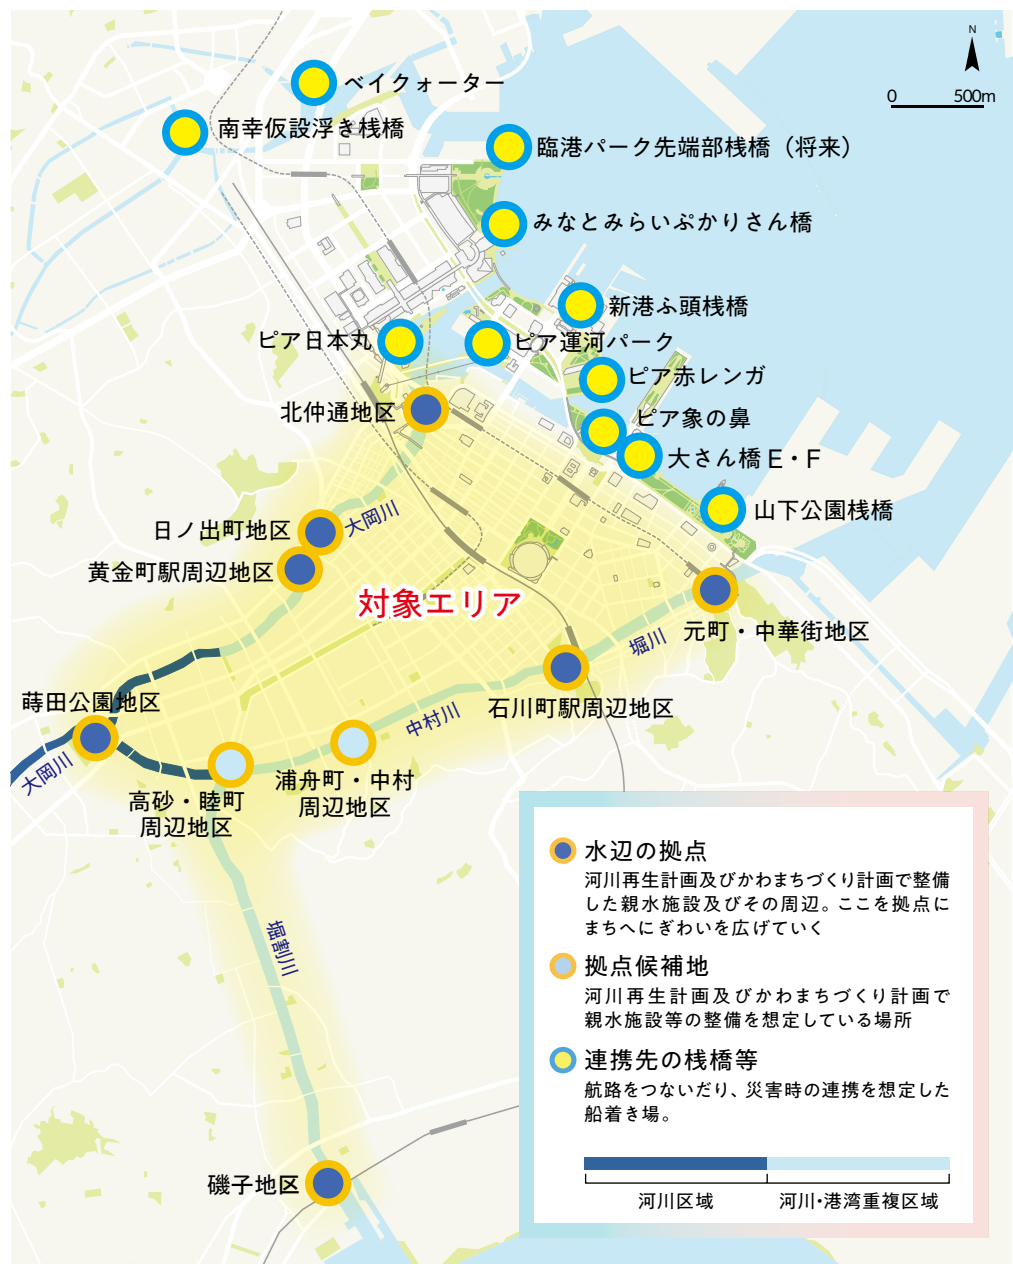 N
0 500m
ベイクォーター
南幸仮設浮き桟橋
臨港パーク先端部桟橋（将来）
みなとみらいぷかりさん橋
新港ふ頭桟橋
ピア日本丸
ピア運河パーク
ピア赤レンガ
北仲通地区
ピア象の鼻
大さん橋 E・F
山下公園桟橋
日ノ出町地区
大岡川
黄金町駅周辺地区
対象エリア
元町・中華街地区
堀川
蒔田公園地区
石川町駅周辺地区
中村川
大岡川
高砂・睦町
周辺地区
浦舟町・中村
周辺地区
堀割川
磯子地区
水辺の拠点
河川再生計画及びかわまちづくり計画で整備
した親水施設及びその周辺。ここを拠点に
まちへにぎわいを広げていく
拠点候補地
河川再生計画及びかわまちづくり計画で
親水施設等の整備を想定している場所
連携先の桟橋等
航路をつないだり、災害時の連携を想定した
船着き場。
河川区域
河川・港湾重複区域